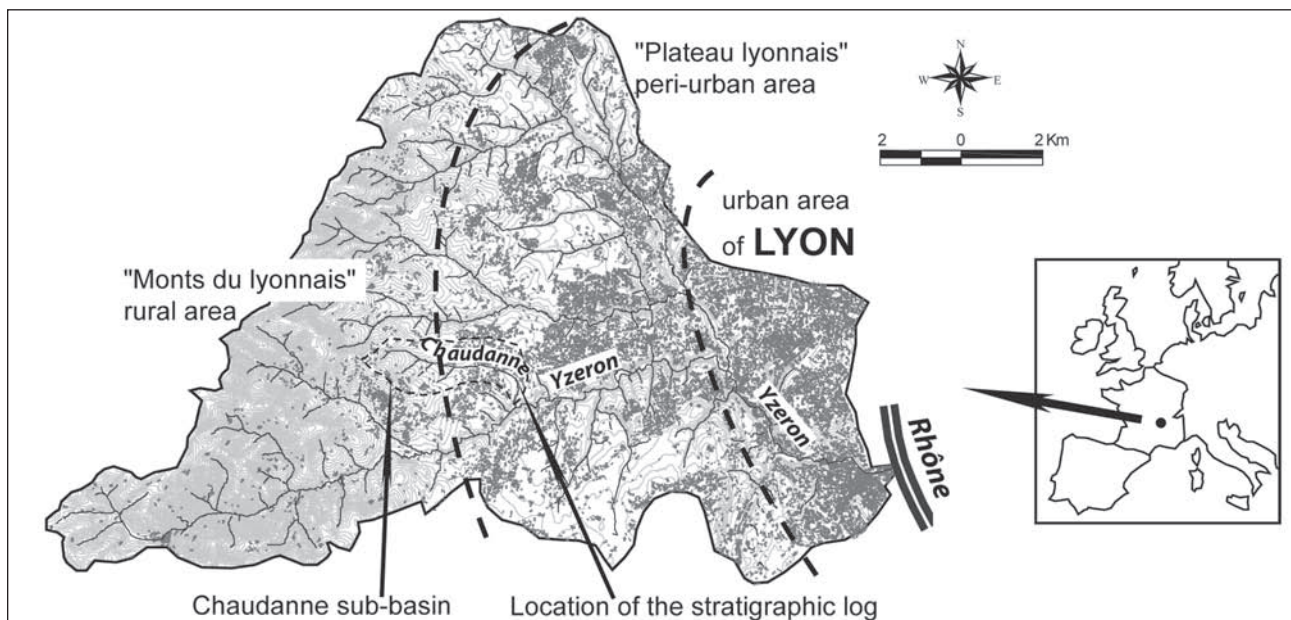 "Plateau lyonnais"
peri-urban area
N
W E
S
2 0 2 Km
urban area
of LYON
"Monts du lyonnais"
rural area
Chaudanne
Yzeron
Yzeron
Rhône
Chaudanne sub-basin
Location of the stratigraphic log